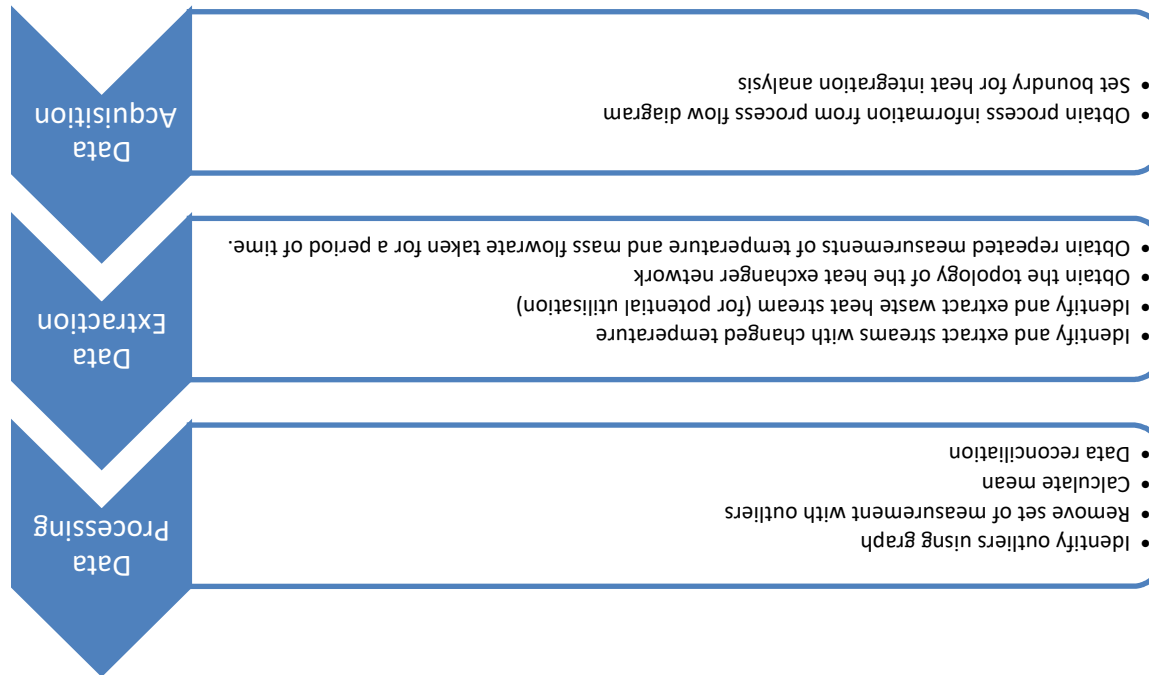 Data
Processing
• Identify outliers uisng graph
• Remove set of measurement with outliers
• Calculate mean
• Data reconciliation
Data
Extraction
• Identify and extract streams with changed temperature
• Identify and extract waste heat stream (for potential utilisation)
• Obtain the topology of the heat exchanger network
• Obtain repeated measurements of temperature and mass flowrate taken for a period of time.
Data
Acquisition
• Obtain process information from process flow diagram
• Set boundry for heat integration analysis